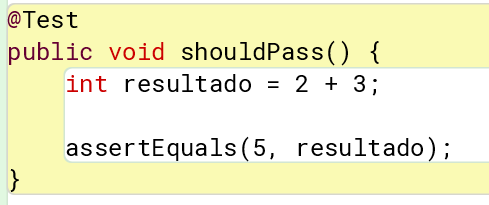 @Test
public void shouldPass() {
int resultado = 2 + 3;
assertEquals(5, resultado);
}